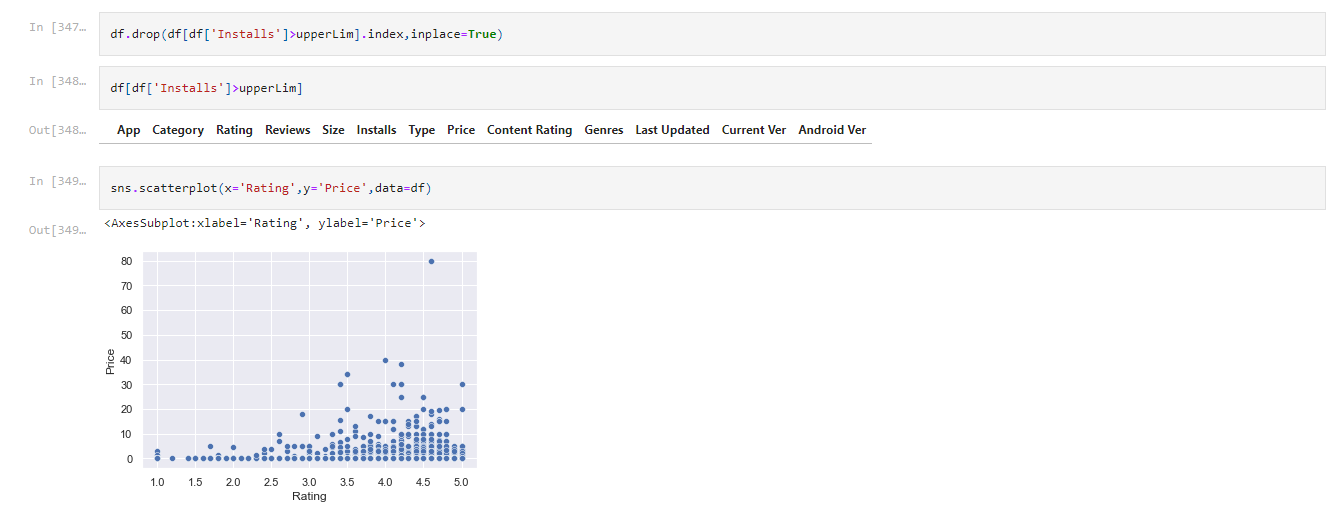 In [347… df.drop(df[df['Installs']>upperLim].index,inplace=True)
In [348… df[df['Installs']>upperLim]
Out[348… App Category Rating Reviews Size Installs Type Price Content Rating Genres Last Updated Current Ver Android Ver
In [349… sns.scatterplot(x='Rating',y='Price',data=df)
Out[349… <AxesSubplot:xlabel='Rating', ylabel='Price'>
80
70
60
50
40
30
20
10
0
Price
1.0 1.5 2.0 2.5 3.0 3.5 4.0 4.5 5.0
Rating